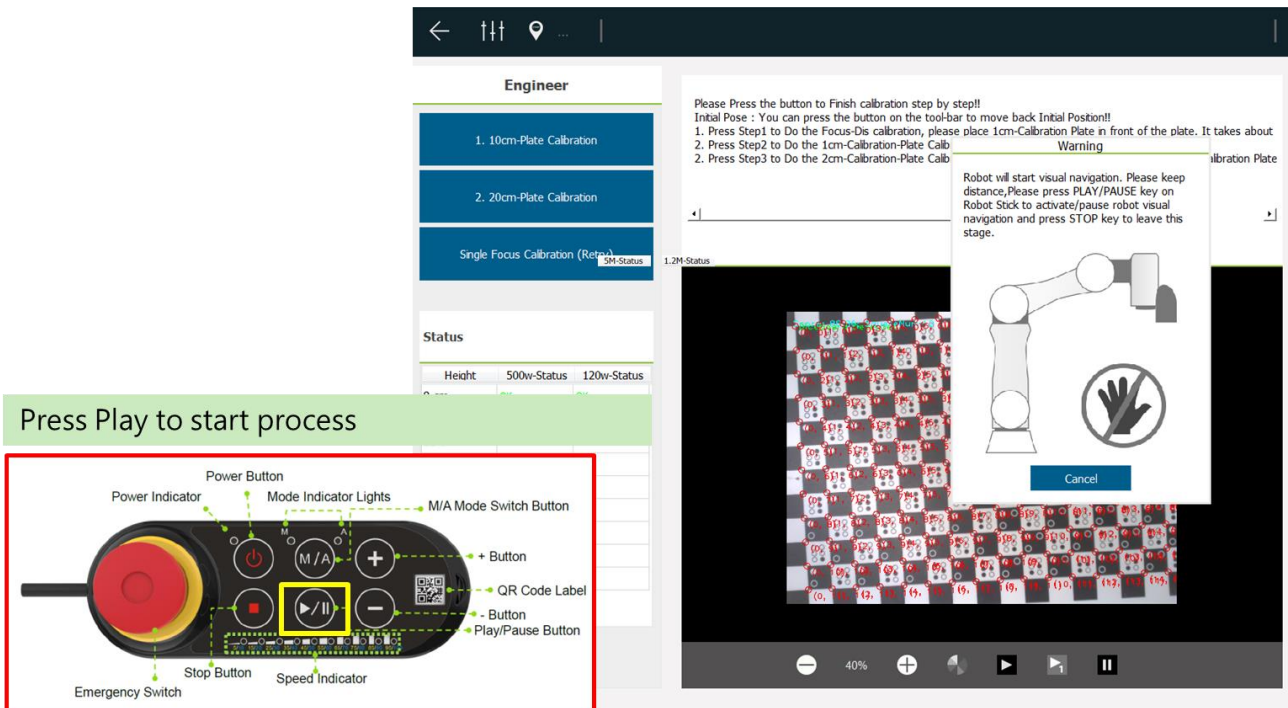 ...
Engineer
1. 10cm-Plate Calibration
2. 20cm-Plate Calibration
Single Focus Calibration (Retry)
5M-Status
1.2M-Status
Status
Height 500w-Status 120w-Status
Please Press the button to Finish calibration step by step!!
Initial Pose : You can press the button on the tool-bar to move back Initial Position!!
1. Press Step1 to Do the Focus-Dis calibration, please place 1cm-Calibration Plate in front of the plate. It takes about
2. Press Step2 to Do the 1cm-Calibration-Plate Calib
2. Press Step3 to Do the 2cm-Calibration-Plate Calib
alibration Plate
Warning
Robot will start visual navigation. Please keep
distance,Please press PLAY/PAUSE key on
Robot Stick to activate/pause robot visual
navigation and press STOP key to leave this
stage.
Cancel
40%
1
Press Play to start process
Power Button
Power Indicator
Mode Indicator Lights
M/A Mode Switch Button
M
A
M/A
+ Button
QR Code Label
- Button
Play/Pause Button
Stop Button
Speed Indicator
Emergency Switch